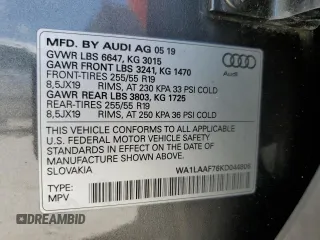 MFD. BY AUDI AG 05 19
GVWR LBS 6647, KG 3015
GAWR FRONT LBS 3241, KG 1470
FRONT-TIRES 255/55 R19
8,5JX19 RIMS, AT 230 KPA 33 PSI COLD
GAWR REAR LBS 3803, KG 1725
REAR-TIRES 255/55 R19
8,5JX19 RIMS, AT 250 KPA 36 PSI COLD
Audi
THIS VEHICLE CONFORMS TO ALL APPLICABLE
U.S. FEDERAL MOTOR VEHICLE SAFETY
STANDARDS IN EFFECT ON THE DATE OF
MANUFACTURE SHOWN ABOVE.
SLOVAKIA
TYPE:
MPV
DREAMBID